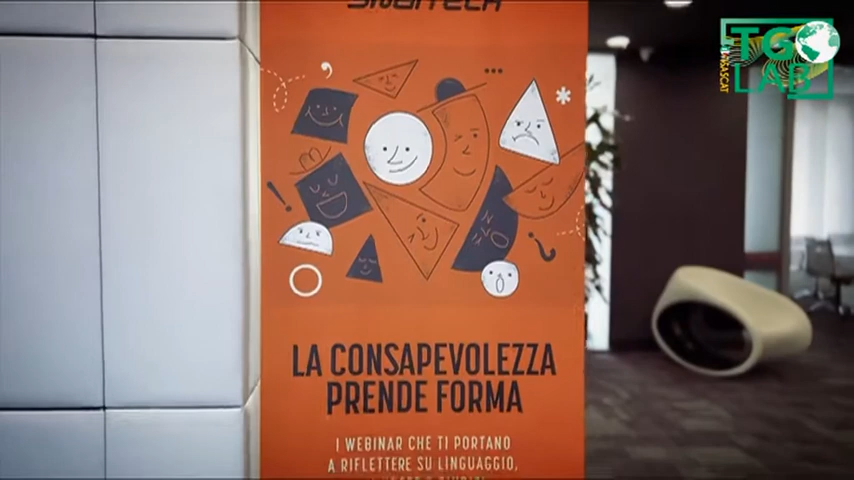 TG
LAB
LA CONSAPEVOLEZZA
PRENDE FORMA
I WEBINAR CHE TI PORTANO
A RIFLETTERE SU LINGUAGGIO,